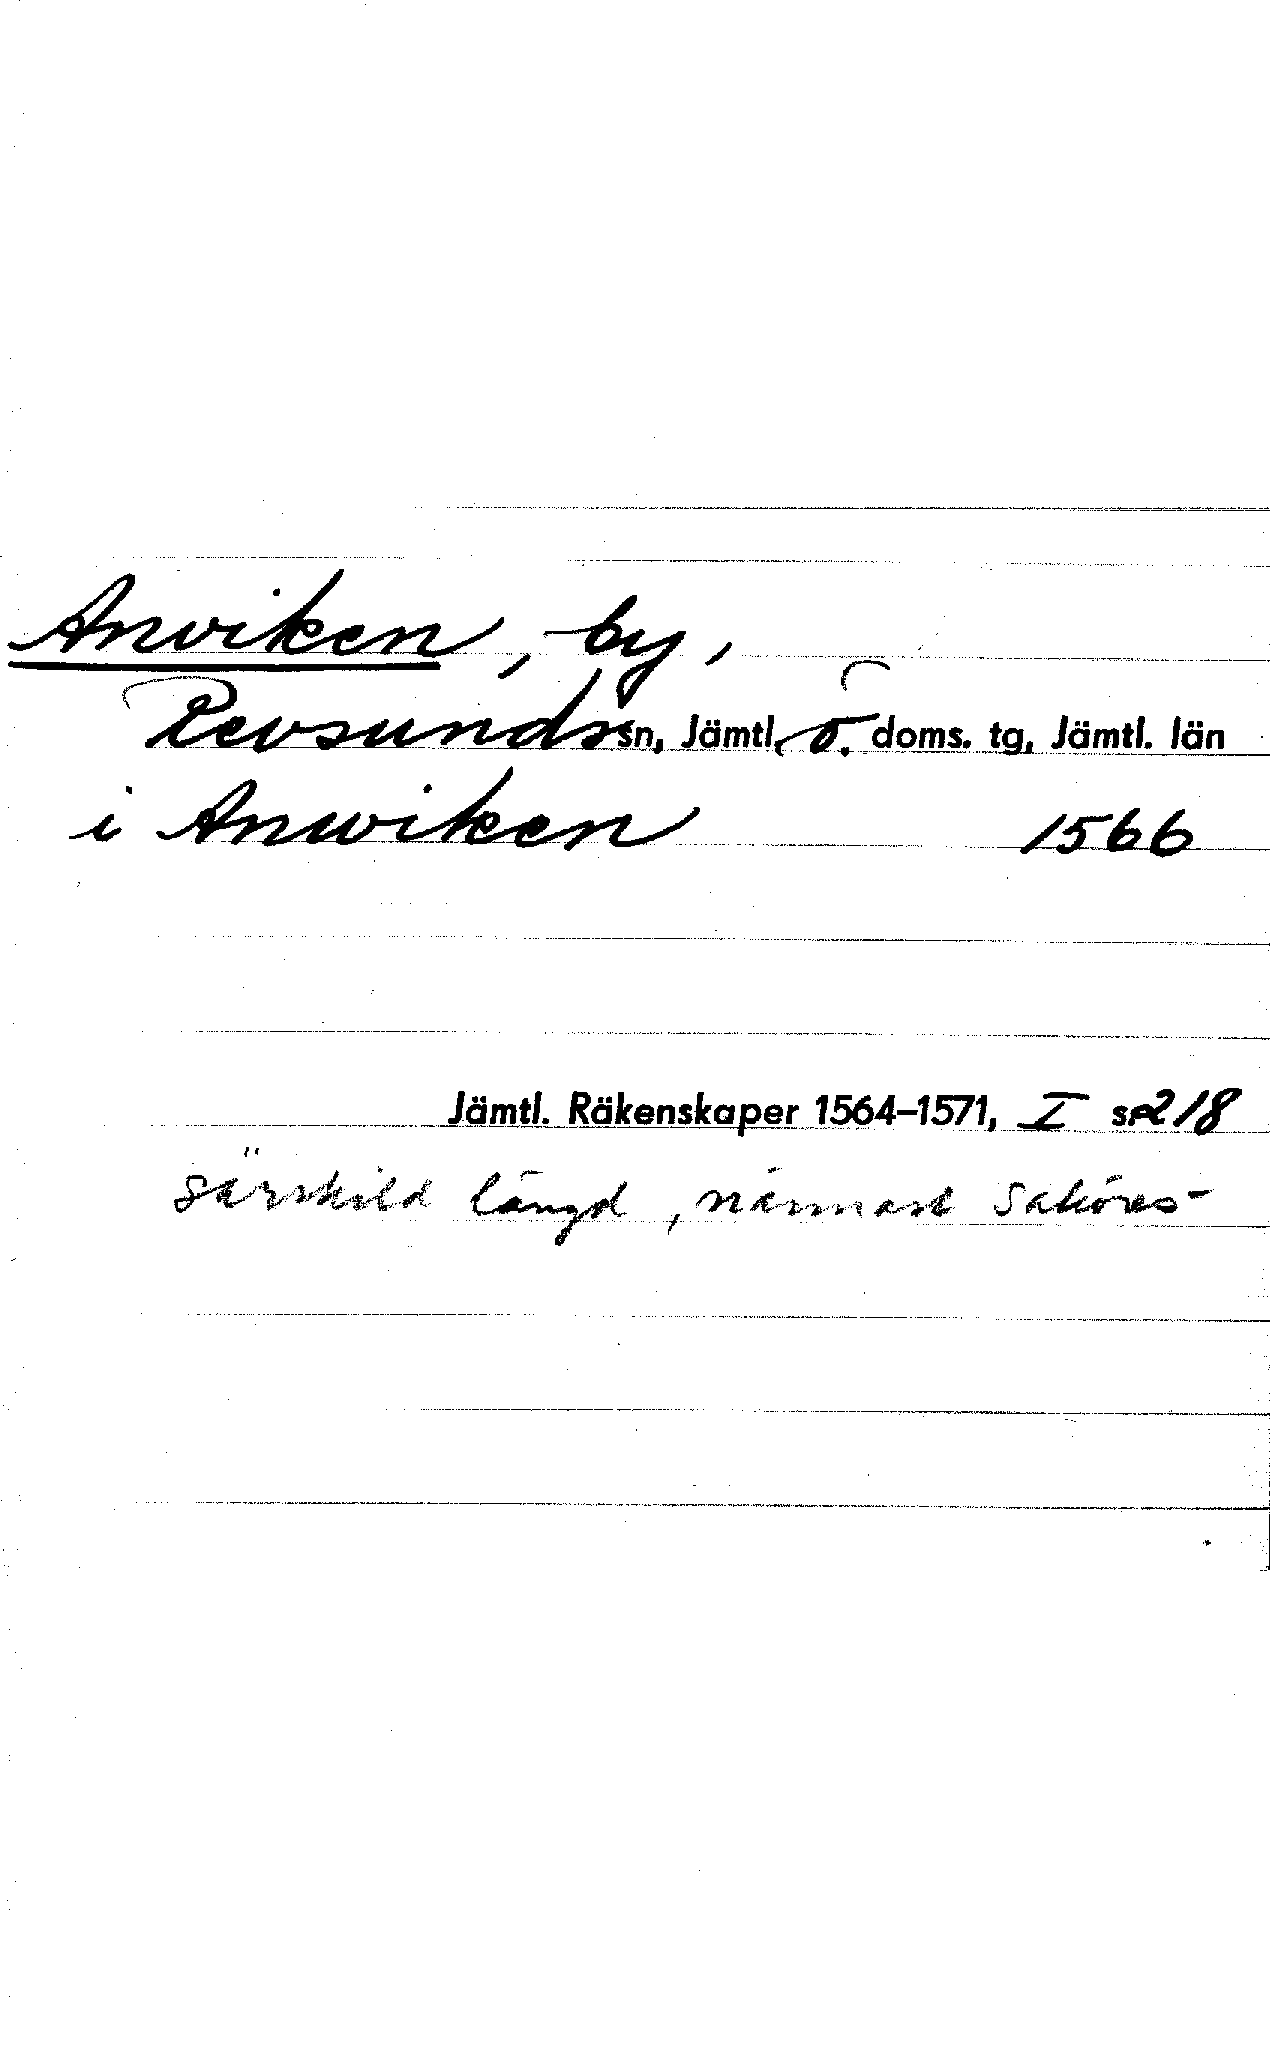 Anviken, by,
Revsunds sn, Jämtl. ö. doms. tg, Jämtl. län
i Anwiken 1566
Jämtl. Räkenskaper 1564–1571, I s. 218
särskild längd, närmast Saköres-